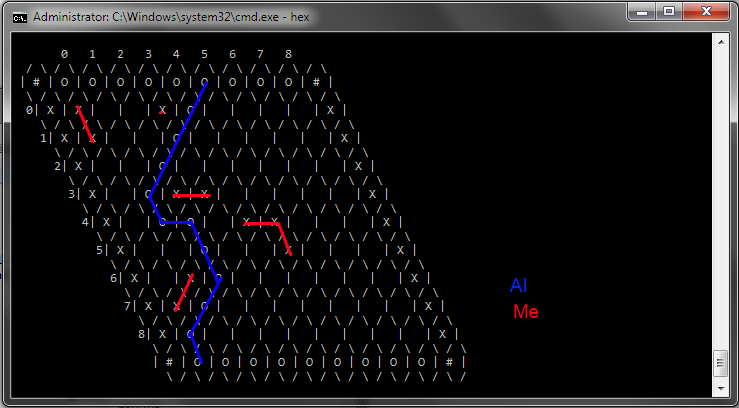 Administrator: C:\Windows\system32\cmd.exe - hex
0 1 2 3 4 5 6 7 8
/ \ / \ / \ / \ / \ / \ / \ / \ / \ / \ / \
| # | O | O | O | O | O | O | O | O | O | # |
\ / \ / \ / \ / \ / \ / \ / \ / \ / \ / \ / \
0| X | X | | | X | O | | | | | X |
\ / \ / \ / \ / \ / \ / \ / \ / \ / \ / \ / \
1| X | X | | | O | | | | | | X |
\ / \ / \ / \ / \ / \ / \ / \ / \ / \ / \ / \
2| X | | | O | | | | | | | X |
\ / \ / \ / \ / \ / \ / \ / \ / \ / \ / \ / \
3| X | | O | X | X | | | | | | X |
\ / \ / \ / \ / \ / \ / \ / \ / \ / \ / \ / \
4| X | | O | O | | X | X | | | | X |
\ / \ / \ / \ / \ / \ / \ / \ / \ / \ / \ / \
5| X | | | O | | | X | | | | X |
\ / \ / \ / \ / \ / \ / \ / \ / \ / \ / \ / \
6| X | | X | O | | | | | | | X |
\ / \ / \ / \ / \ / \ / \ / \ / \ / \ / \ / \
7| X | X | O | | | | | | | | X |
\ / \ / \ / \ / \ / \ / \ / \ / \ / \ / \ / \
8| X | O | | | | | | | | | X |
\ / \ / \ / \ / \ / \ / \ / \ / \ / \ / \ / \
| # | O | O | O | O | O | O | O | O | O | # |
\ / \ / \ / \ / \ / \ / \ / \ / \ / \ / \ /
AI
Me